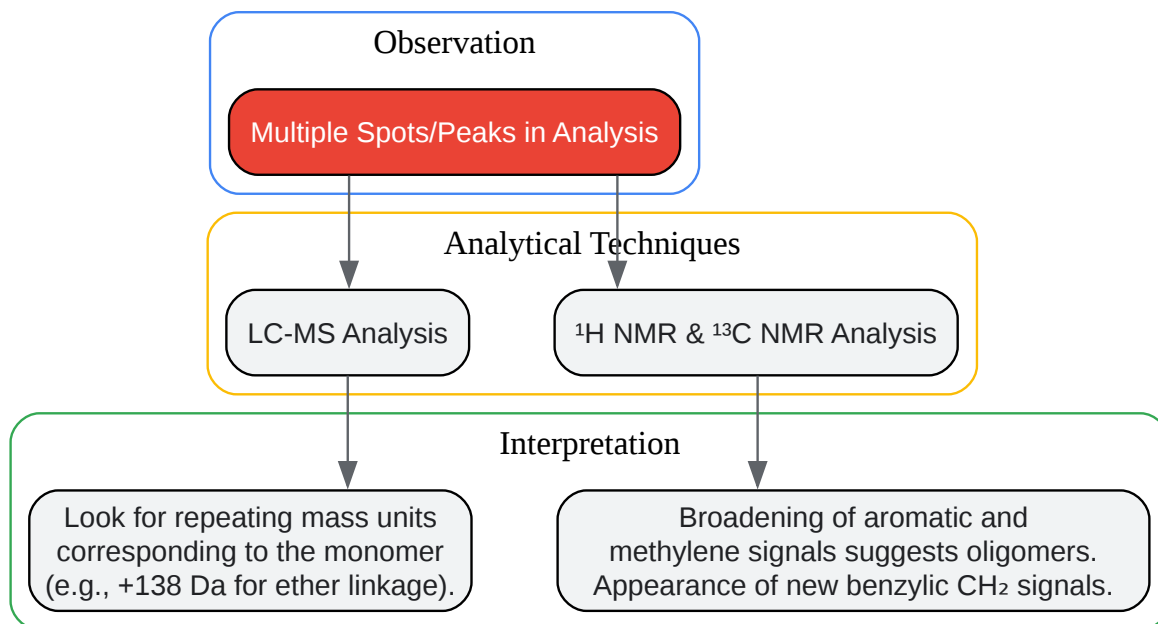 Observation
Multiple Spots/Peaks in Analysis
Analytical Techniques
LC-MS Analysis
¹H NMR & ¹³C NMR Analysis
Interpretation
Look for repeating mass units
corresponding to the monomer
(e.g., +138 Da for ether linkage).
Broadening of aromatic and
methylene signals suggests oligomers.
Appearance of new benzylic CH₂ signals.